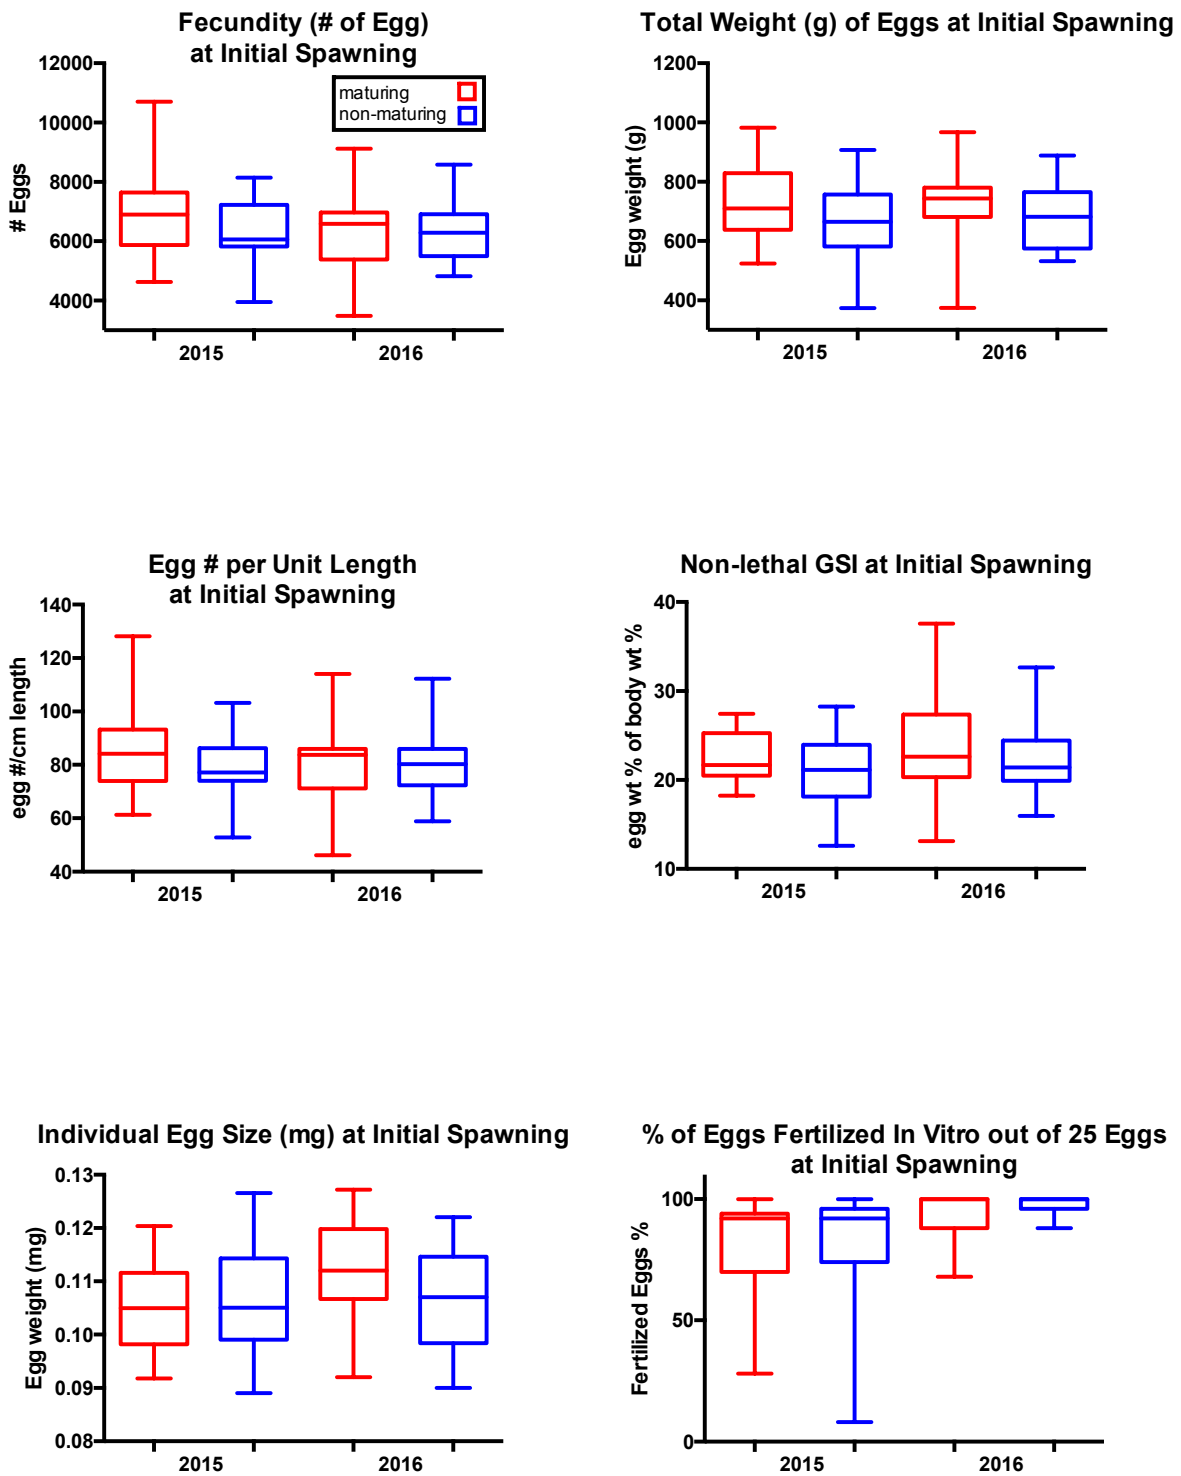 Fecundity (# of Egg)
at Initial Spawning
# Eggs
12000
10000
8000
6000
4000
maturing
non-maturing
2015
2016
Total Weight (g) of Eggs at Initial Spawning
Egg weight (g)
1200
1000
800
600
400
2015
2016
Egg # per Unit Length
at Initial Spawning
egg #/cm length
140
120
100
80
60
40
2015
2016
Non-lethal GSI at Initial Spawning
egg wt % of body wt %
40
30
20
10
2015
2016
Individual Egg Size (mg) at Initial Spawning
Egg weight (mg)
0.13
0.12
0.11
0.10
0.09
0.08
2015
2016
% of Eggs Fertilized In Vitro out of 25 Eggs
at Initial Spawning
Fertilized Eggs %
100
50
0
2015
2016